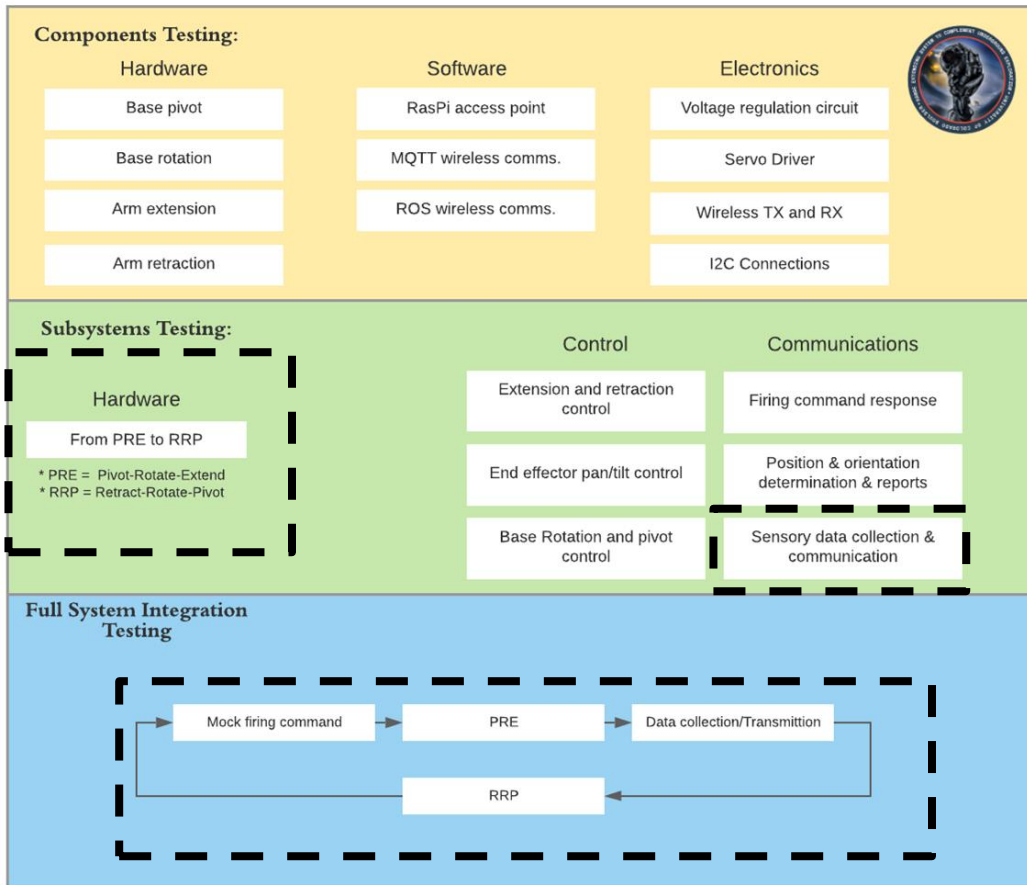 Components Testing:
Hardware
Base pivot
Base rotation
Arm extension
Arm retraction
Software
RasPi access point
MQTT wireless comms.
ROS wireless comms.
Electronics
Voltage regulation circuit
Servo Driver
Wireless TX and RX
I2C Connections
Subsystems Testing:
Hardware
From PRE to RRP
* PRE = Pivot-Rotate-Extend
* RRP = Retract-Rotate-Pivot
Control
Extension and retraction
control
End effector pan/tilt control
Base Rotation and pivot
control
Communications
Firing command response
Position & orientation
determination & reports
Sensory data collection &
communication
Full System Integration
Testing
Mock firing command
PRE
Data collection/Transmittion
RRP